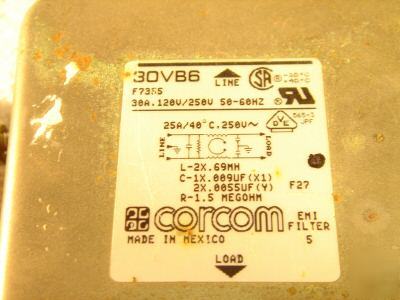 30VB6
LINE
F7355
30A.120V/250V 50-60HZ
25A/40°C.250V~
LINE
LOAD
L-2X.69MH
C-1X.009UF(X1)
2X.0055UF(Y)
F27
R-1.5 MEGOHM
corcom
EMI
FILTER
MADE IN MEXICO
5
LOAD